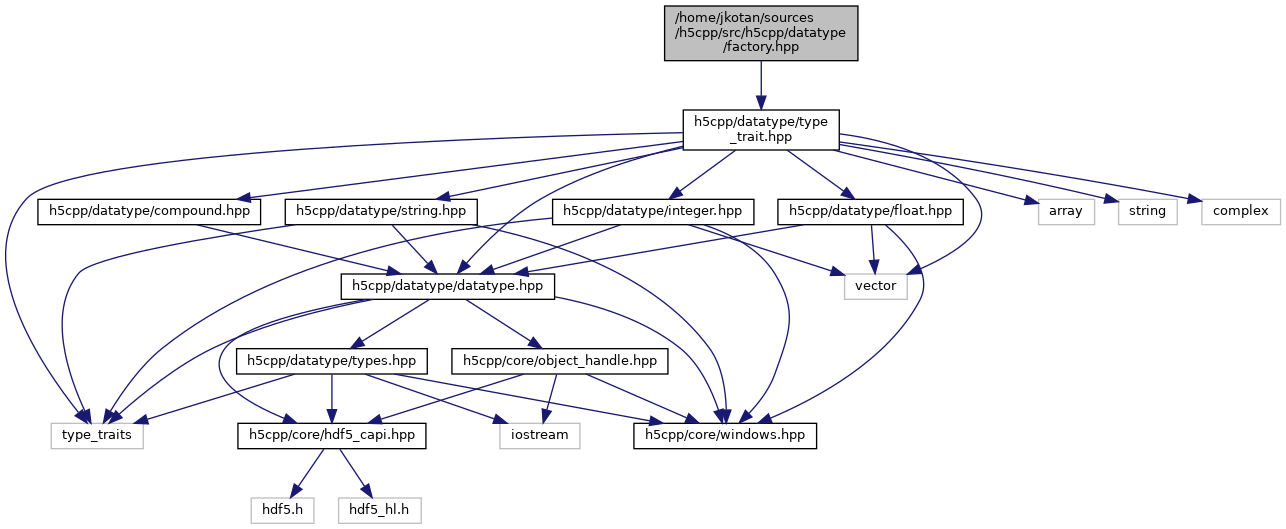 /home/jkotan/sources
/h5cpp/src/h5cpp/datatype
/factory.hpp
h5cpp/datatype/type
_trait.hpp
h5cpp/datatype/compound.hpp
h5cpp/datatype/string.hpp
h5cpp/datatype/integer.hpp
h5cpp/datatype/float.hpp
array
string
complex
h5cpp/datatype/datatype.hpp
vector
h5cpp/datatype/types.hpp
h5cpp/core/object_handle.hpp
type_traits
h5cpp/core/hdf5_capi.hpp
iostream
h5cpp/core/windows.hpp
hdf5.h
hdf5_hl.h